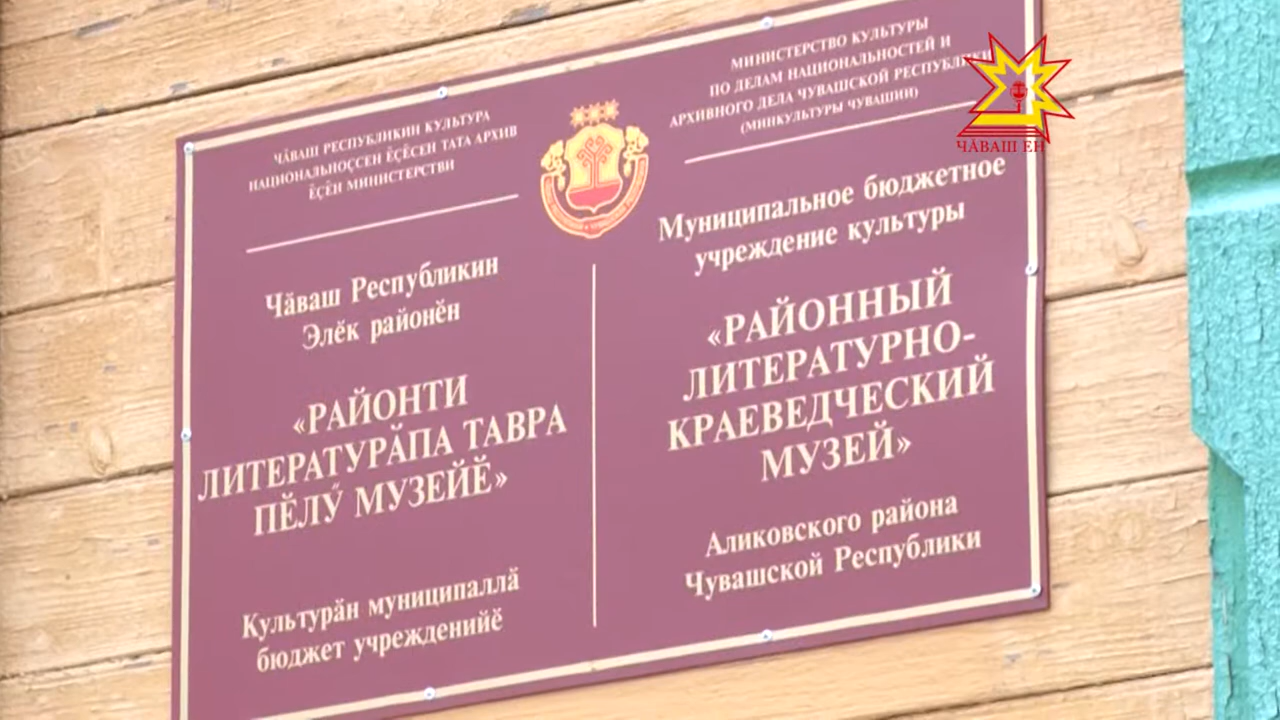 ЧӐВАШ РЕСПУБЛИКИН КУЛЬТУРА
НАЦИОНАЛЬНОҪСЕН ӖҪӖСЕН ТАТА АРХИВ
ӖҪӖН МИНИСТЕРСТВИ
Чӑваш Республикин
Элӗк районӗн
«РАЙОНТИ
ЛИТЕРАТУРӐПА ТАВРА
ПӖЛӲ МУЗЕЙӖ»
Культурӑн муниципаллӑ
бюджет учрежденийӗ
МИНИСТЕРСТВО КУЛЬТУРЫ
ПО ДЕЛАМ НАЦИОНАЛЬНОСТЕЙ И
АРХИВНОГО ДЕЛА ЧУВАШСКОЙ РЕСПУБЛИКИ
(МИНКУЛЬТУРЫ ЧУВАШИИ)
Муниципальное бюджетное
учреждение культуры
«РАЙОННЫЙ
ЛИТЕРАТУРНО-
КРАЕВЕДЧЕСКИЙ
МУЗЕЙ»
Аликовского района
Чувашской Республики
ЧӐВАШ ЕН